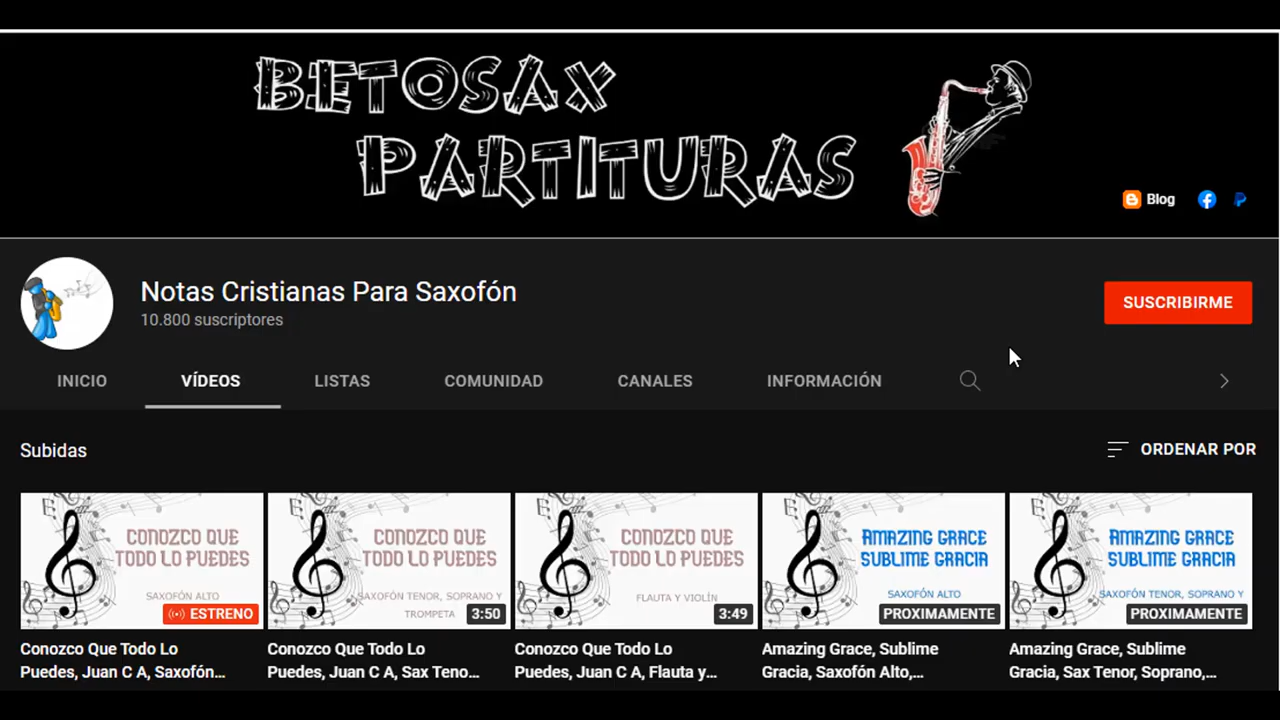 BETOSAX
PARTITURAS
Blog
Notas Cristianas Para Saxofón
10.800 suscriptores
SUSCRIBIRME
INICIO VÍDEOS LISTAS COMUNIDAD CANALES INFORMACIÓN
Subidas
ORDENAR POR
CONOZCO QUE
TODO LO PUEDES
SAXOFÓN ALTO
ESTRENO
Conozco Que Todo Lo
Puedes, Juan C A, Saxofón...
CONOZCO QUE
TODO LO PUEDES
SAXOFÓN TENOR, SOPRANO Y
TROMPETA
3:50
Conozco Que Todo Lo
Puedes, Juan C A, Sax Teno...
CONOZCO QUE
TODO LO PUEDES
FLAUTA Y VIOLÍN
3:49
Conozco Que Todo Lo
Puedes, Juan C A, Flauta y...
AMAZING GRACE
SUBLIME GRACIA
SAXOFÓN ALTO
PROXIMAMENTE
Amazing Grace, Sublime
Gracia, Saxofón Alto,...
AMAZING GRACE
SUBLIME GRACIA
SAXOFÓN TENOR, SOPRANO Y
PROXIMAMENTE
Amazing Grace, Sublime
Gracia, Sax Tenor, Soprano,...